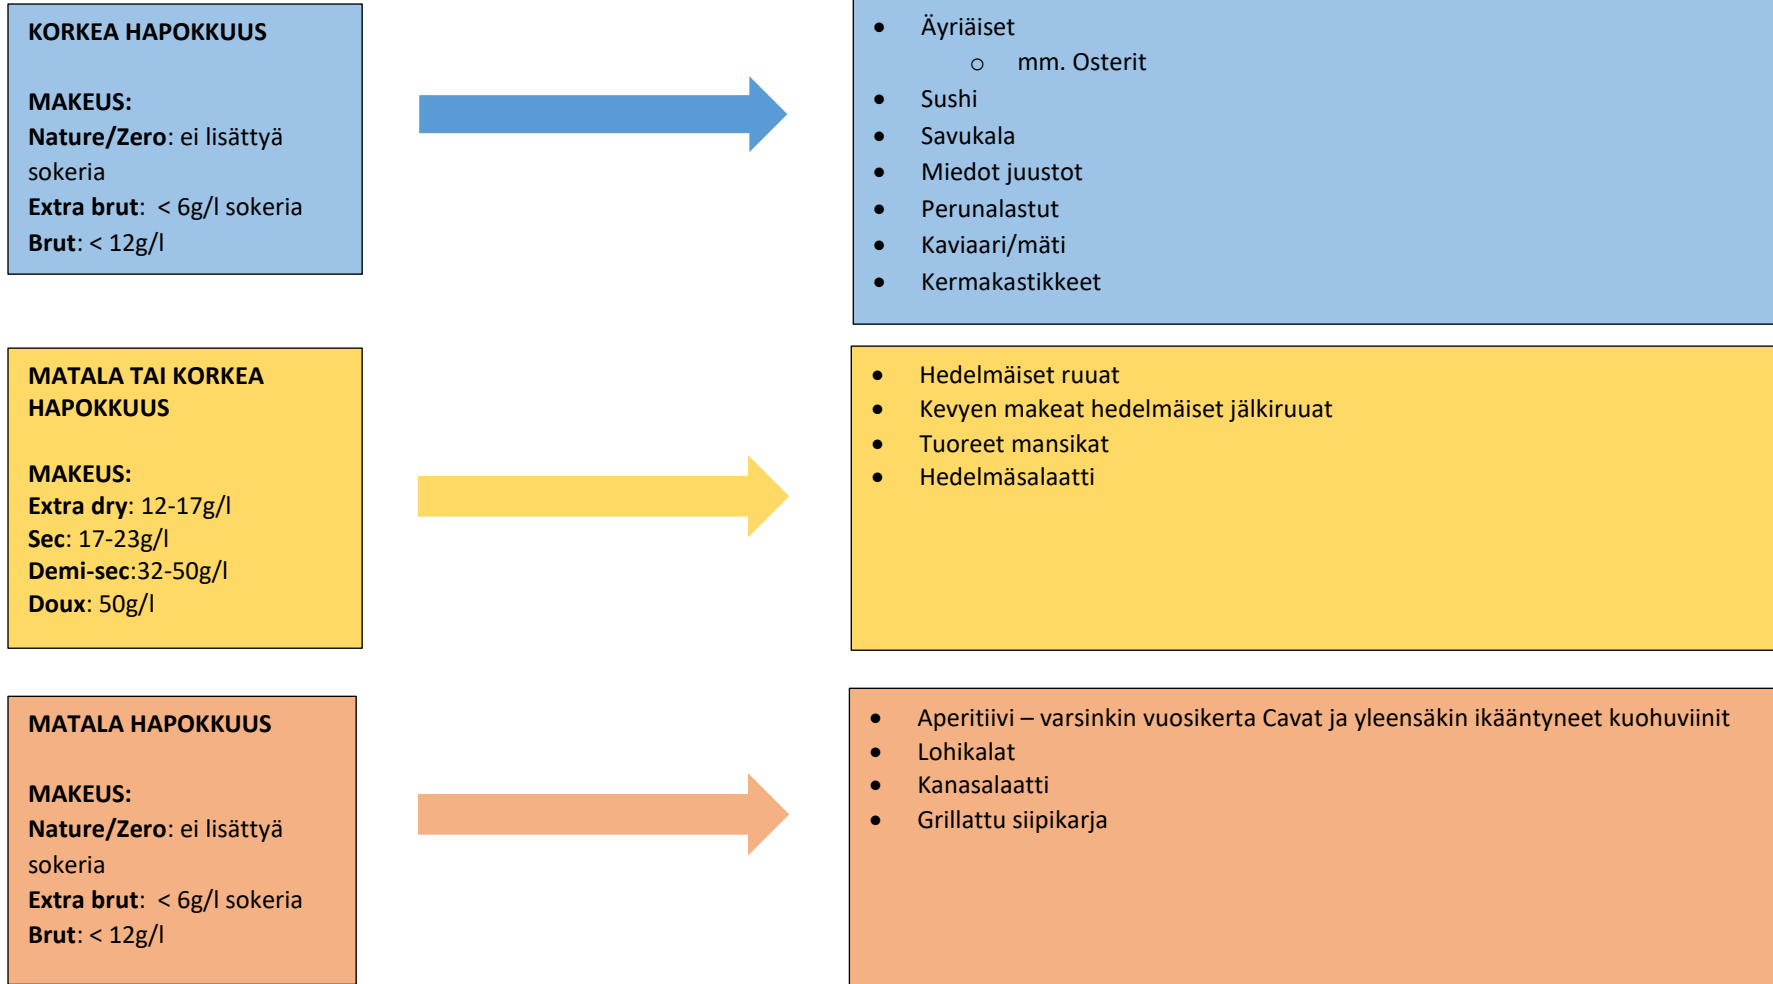 KORKEA HAPOKKUUS
MAKEUS:
Nature/Zero: ei lisättyä
sokeria
Extra brut: < 6g/l sokeria
Brut: < 12g/l
• Äyriäiset
o mm. Osterit
• Sushi
• Savukala
• Miedot juustot
• Perunalastut
• Kaviaari/mäti
• Kermakastikkeet
MATALA TAI KORKEA
HAPOKKUUS
MAKEUS:
Extra dry: 12-17g/l
Sec: 17-23g/l
Demi-sec:32-50g/l
Doux: 50g/l
• Hedelmäiset ruuat
• Kevyen makeat hedelmäiset jälkiruuat
• Tuoreet mansikat
• Hedelmäsalaatti
MATALA HAPOKKUUS
MAKEUS:
Nature/Zero: ei lisättyä
sokeria
Extra brut: < 6g/l sokeria
Brut: < 12g/l
• Aperitiivi – varsinkin vuosikerta Cavat ja yleensäkin ikääntyneet kuohuviinit
• Lohikalat
• Kanasalaatti
• Grillattu siipikarja